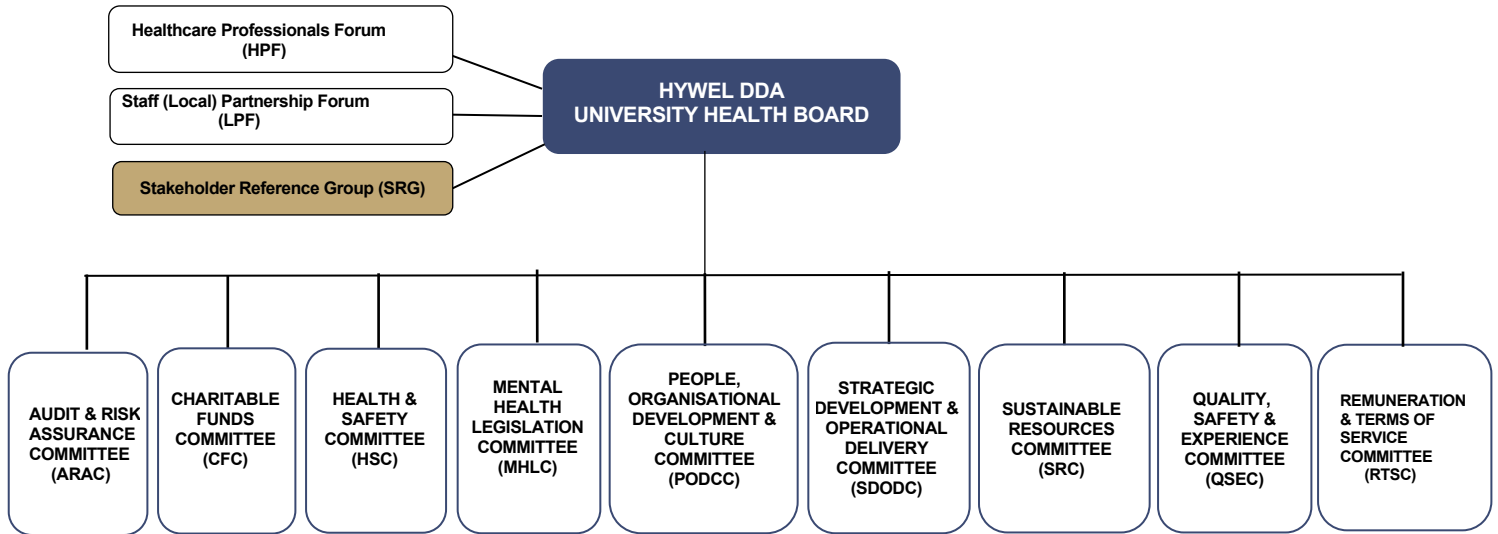 Healthcare Professionals Forum
(HPF)
Staff (Local) Partnership Forum
(LPF)
Stakeholder Reference Group (SRG)
HYWEL DDA
UNIVERSITY HEALTH BOARD
AUDIT & RISK
ASSURANCE
COMMITTEE
(ARAC)
CHARITABLE
FUNDS
COMMITTEE
(CFC)
HEALTH &
SAFETY
COMMITTEE
(HSC)
MENTAL
HEALTH
LEGISLATION
COMMITTEE
(MHLC)
PEOPLE,
ORGANISATIONAL
DEVELOPMENT &
CULTURE
COMMITTEE
(PODCC)
STRATEGIC
DEVELOPMENT &
OPERATIONAL
DELIVERY
COMMITTEE
(SDODC)
SUSTAINABLE
RESOURCES
COMMITTEE
(SRC)
QUALITY,
SAFETY &
EXPERIENCE
COMMITTEE
(QSEC)
REMUNERATION
& TERMS OF
SERVICE
COMMITTEE
(RTSC)